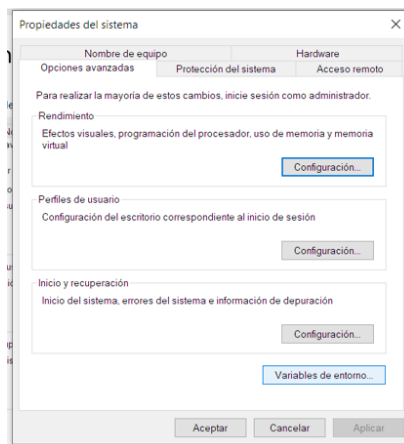 Propiedades del sistema
Nombre de equipo Hardware
Opciones avanzadas Protección del sistema Acceso remoto
Para realizar la mayoría de estos cambios, inicie sesión como administrador.
Rendimiento
Efectos visuales, programación del procesador, uso de memoria y memoria
virtual
Configuración...
Perfiles de usuario
Configuración del escritorio correspondiente al inicio de sesión
Configuración...
Inicio y recuperación
Inicio del sistema, errores del sistema e información de depuración
Configuración...
Variables de entorno...
Aceptar Cancelar Aplicar